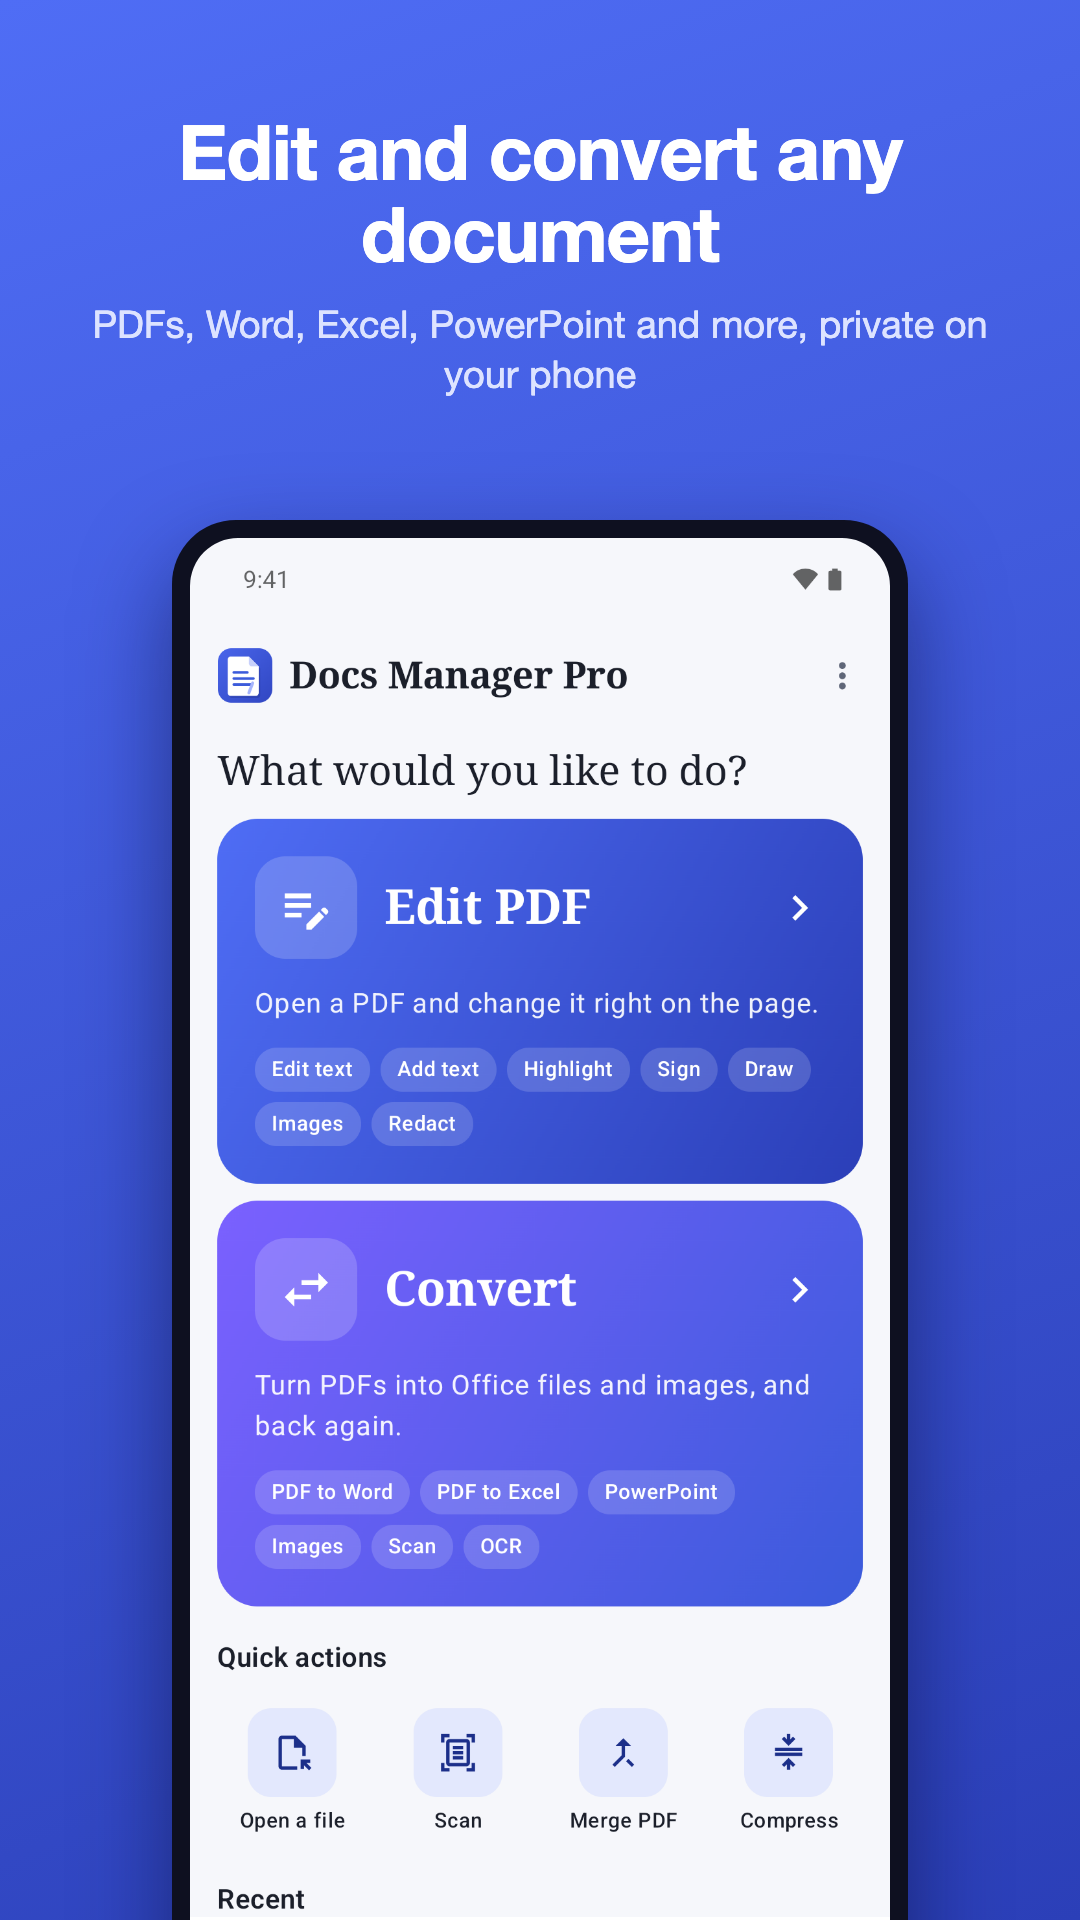 Edit and convert any
document
PDFs, Word, Excel, PowerPoint and more, private on
your phone
9:41
Docs Manager Pro
What would you like to do?
Edit PDF
Open a PDF and change it right on the page.
Edit text Add text Highlight Sign Draw
Images Redact
Convert
Turn PDFs into Office files and images, and
back again.
PDF to Word PDF to Excel PowerPoint
Images Scan OCR
Quick actions
Open a file Scan Merge PDF Compress
Recent